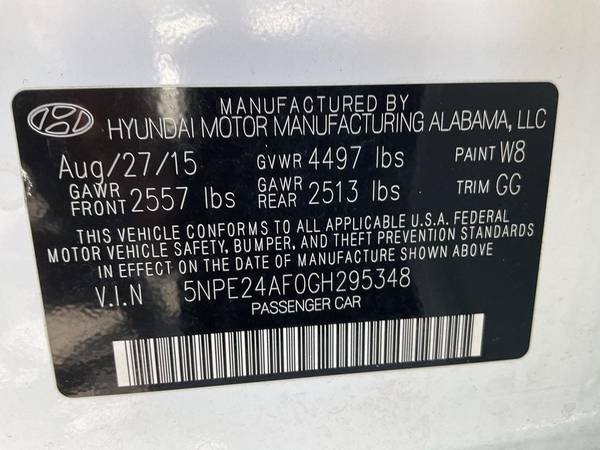 MANUFACTURED BY
HYUNDAI MOTOR MANUFACTURING ALABAMA, LLC
Aug/27/15 GVWR 4497 lbs PAINT W8
GAWR FRONT 2557 lbs GAWR REAR 2513 lbs TRIM GG
THIS VEHICLE CONFORMS TO ALL APPLICABLE U.S.A. FEDERAL
MOTOR VEHICLE SAFETY, BUMPER, AND THEFT PREVENTION STANDARDS
IN EFFECT ON THE DATE OF MANUFACTURE SHOWN ABOVE
V.I.N 5NPE24AF0GH295348
PASSENGER CAR